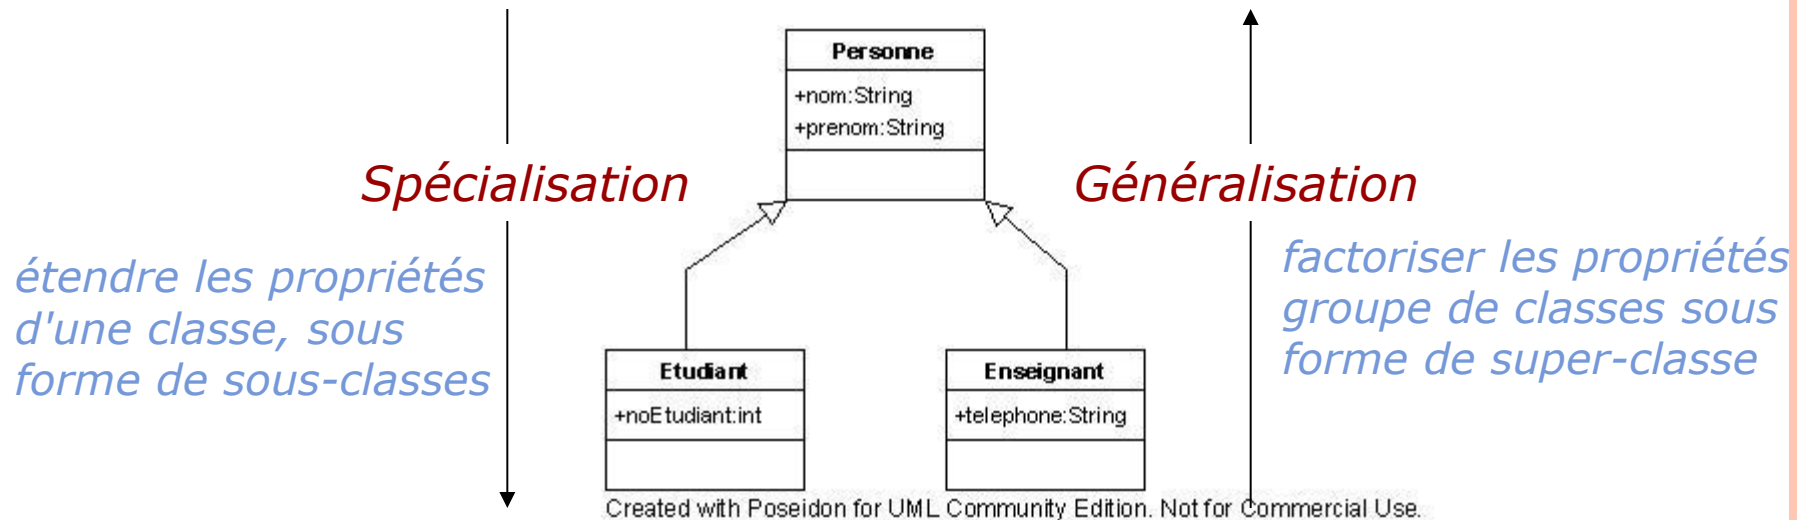 Personne
+nom:String
+prenom:String
Spécialisation
Généralisation
étendre les propriétés
d'une classe, sous
forme de sous-classes
factoriser les propriétés
groupe de classes sous
forme de super-classe
Etudiant
+noEtudiant:int
Enseignant
+telephone:String
Created with Poseidon for UML Community Edition. Not for Commercial Use.